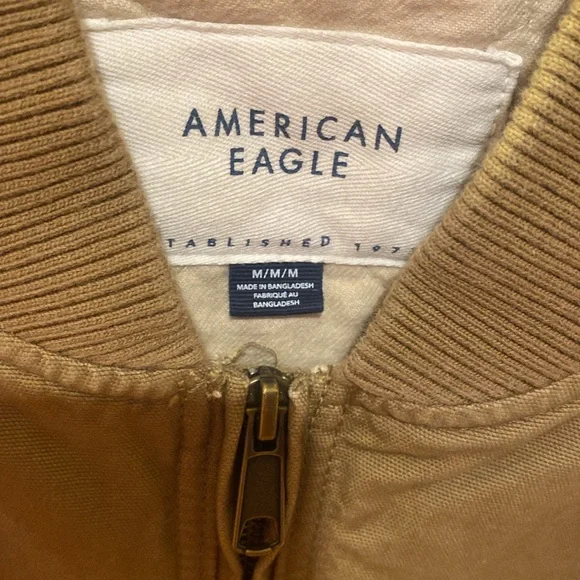 AMERICAN
EAGLE
TABLISHED 197
M/M/M
MADE IN BANGLADESH
FABRIQUÉ AU
BANGLADESH